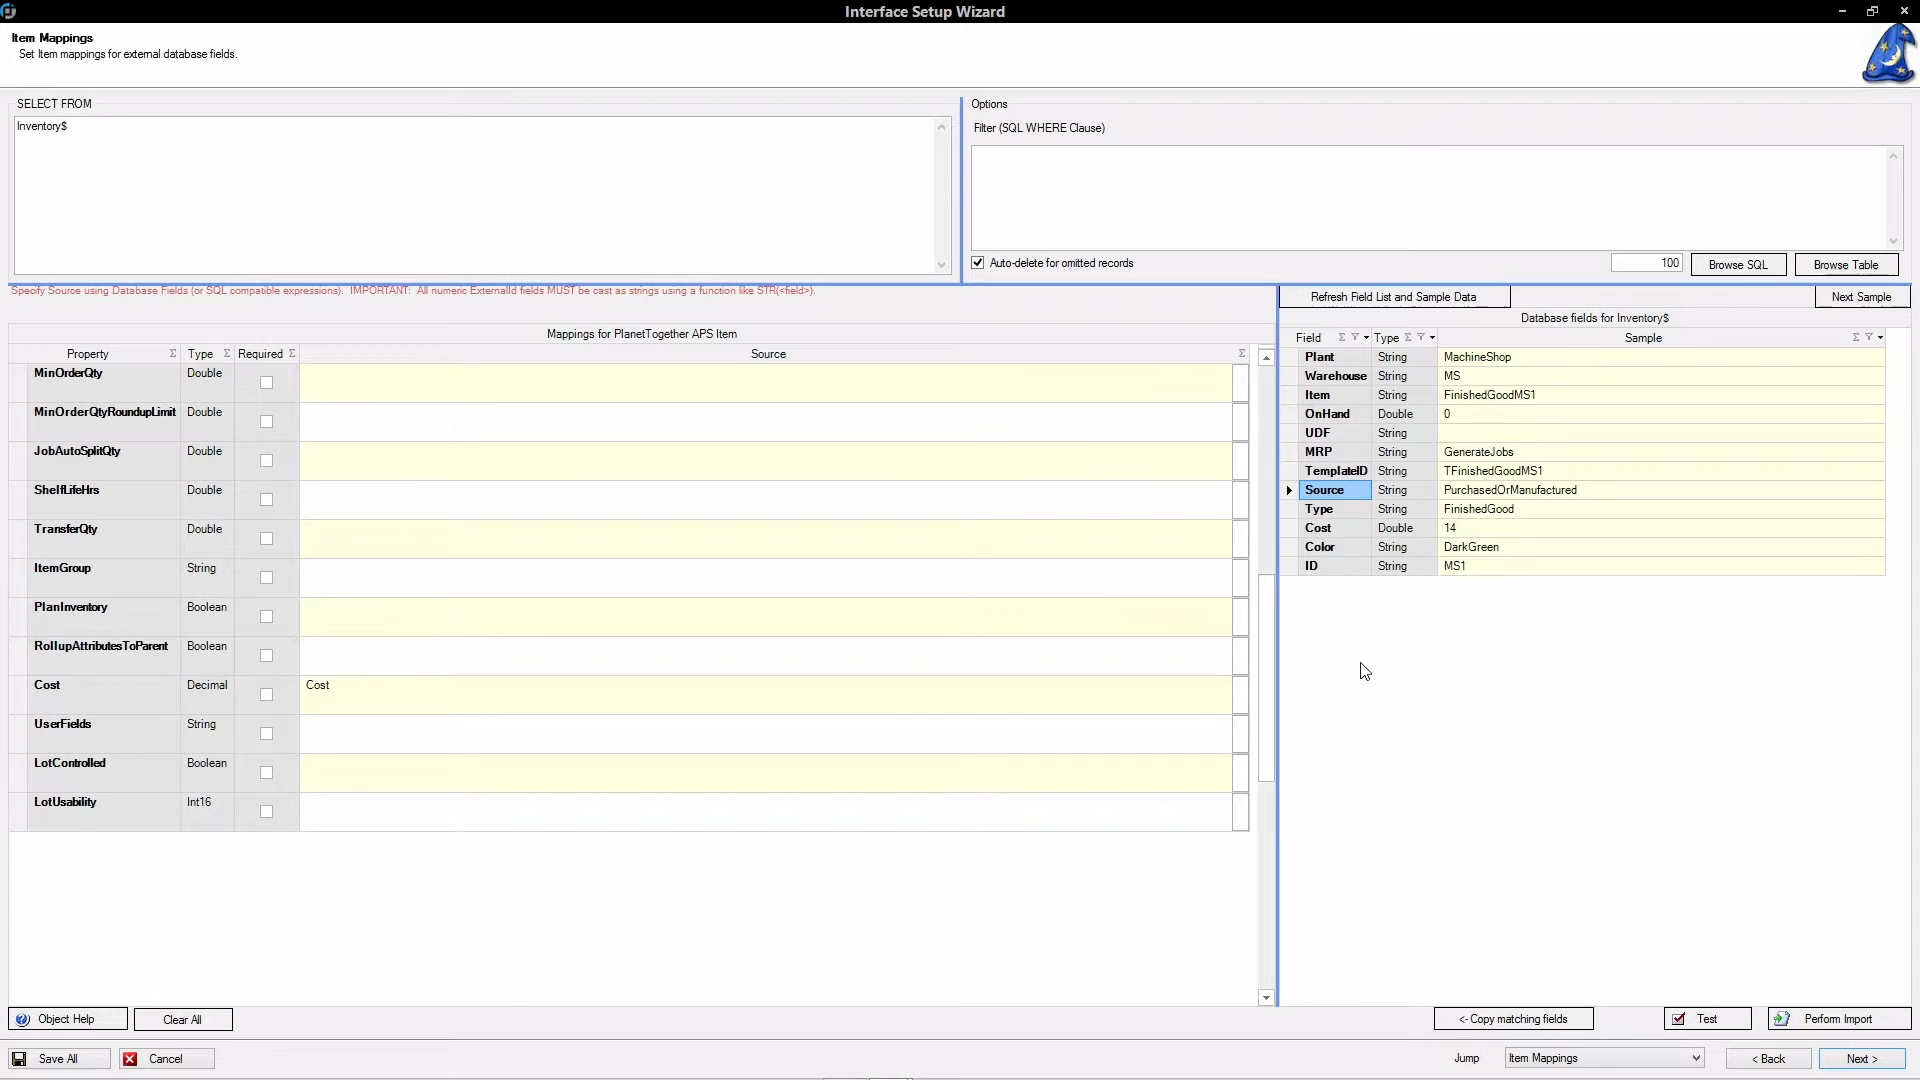 Interface Setup Wizard
Item Mappings
Set Item mappings for external database fields.
SELECT FROM
Inventory$
Options
Filter (SQL WHERE Clause)
Auto-delete for omitted records
100
Browse SQL
Browse Table
Specify Source using Database Fields (or SQL compatible expressions).  IMPORTANT:  All numeric ExternalId fields MUST be cast as strings using a function like STR(<field>).
Refresh Field List and Sample Data
Next Sample
Mappings for PlanetTogether APS Item
Property Type Required Source
MinOrderQty Double
MinOrderQtyRoundupLimit Double
JobAutoSplitQty Double
ShelfLifeHrs Double
TransferQty Double
ItemGroup String
PlanInventory Boolean
RollupAttributesToParent Boolean
Cost Decimal Cost
UserFields String
LotControlled Boolean
LotUsability Int16
Database fields for Inventory$
Field Type Sample
Plant String MachineShop
Warehouse String MS
Item String FinishedGoodMS1
OnHand Double 0
UDF String
MRP String GenerateJobs
TemplateID String TFinishedGoodMS1
Source String PurchasedOrManufactured
Type String FinishedGood
Cost Double 14
Color String DarkGreen
ID String MS1
Object Help
Clear All
<- Copy matching fields
Test
Perform Import
Save All
Cancel
Jump
Item Mappings
< Back
Next >